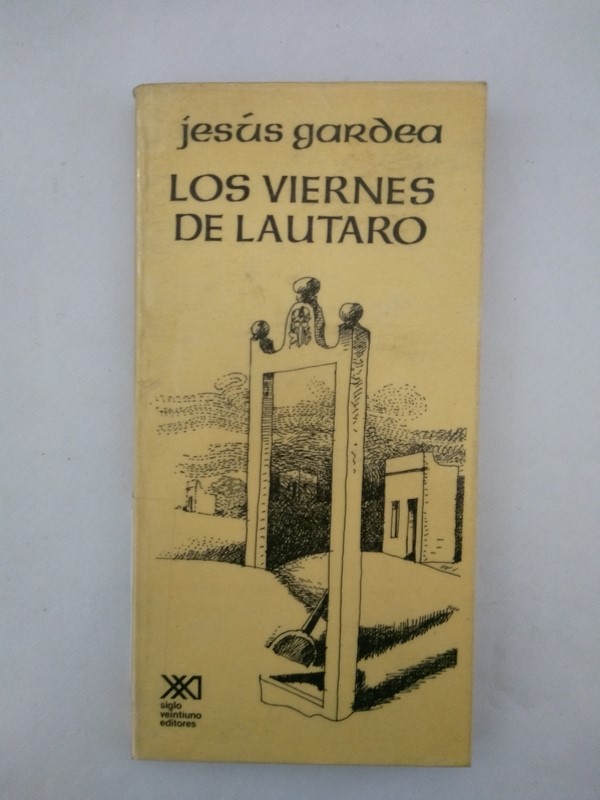 jesús gardea
LOS VIERNES
DE LAUTARO
siglo
veintiuno
editores